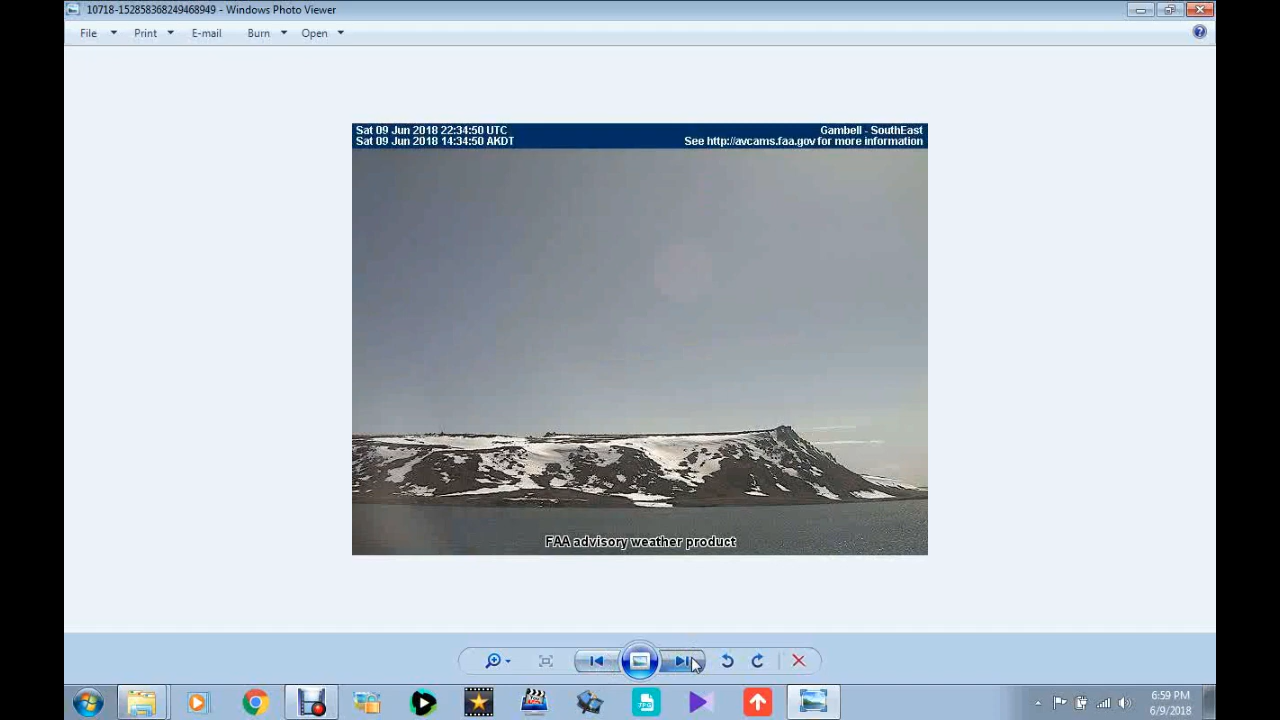 10718-152858368249468949 - Windows Photo Viewer
File Print E-mail Burn Open
Sat 09 Jun 2018 22:34:50 UTC
Gambell - SouthEast
Sat 09 Jun 2018 14:34:50 AKDT
See http://avcams.faa.gov for more information
FAA advisory weather product
6:59 PM
6/9/2018